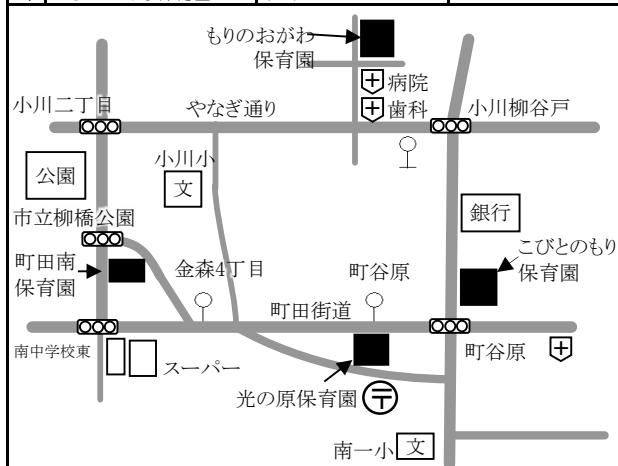 もりのおがわ
保育園
病院
小川二丁目
やなぎ通り
歯科
小川柳谷戸
小川小
公園
文
銀行
市立柳橋公園
こびとのもり
保育園
町田南
保育園
金森4丁目
町谷原
町田街道
南中学校東
スーパー
町谷原
光の原保育園
〒
南一小
文